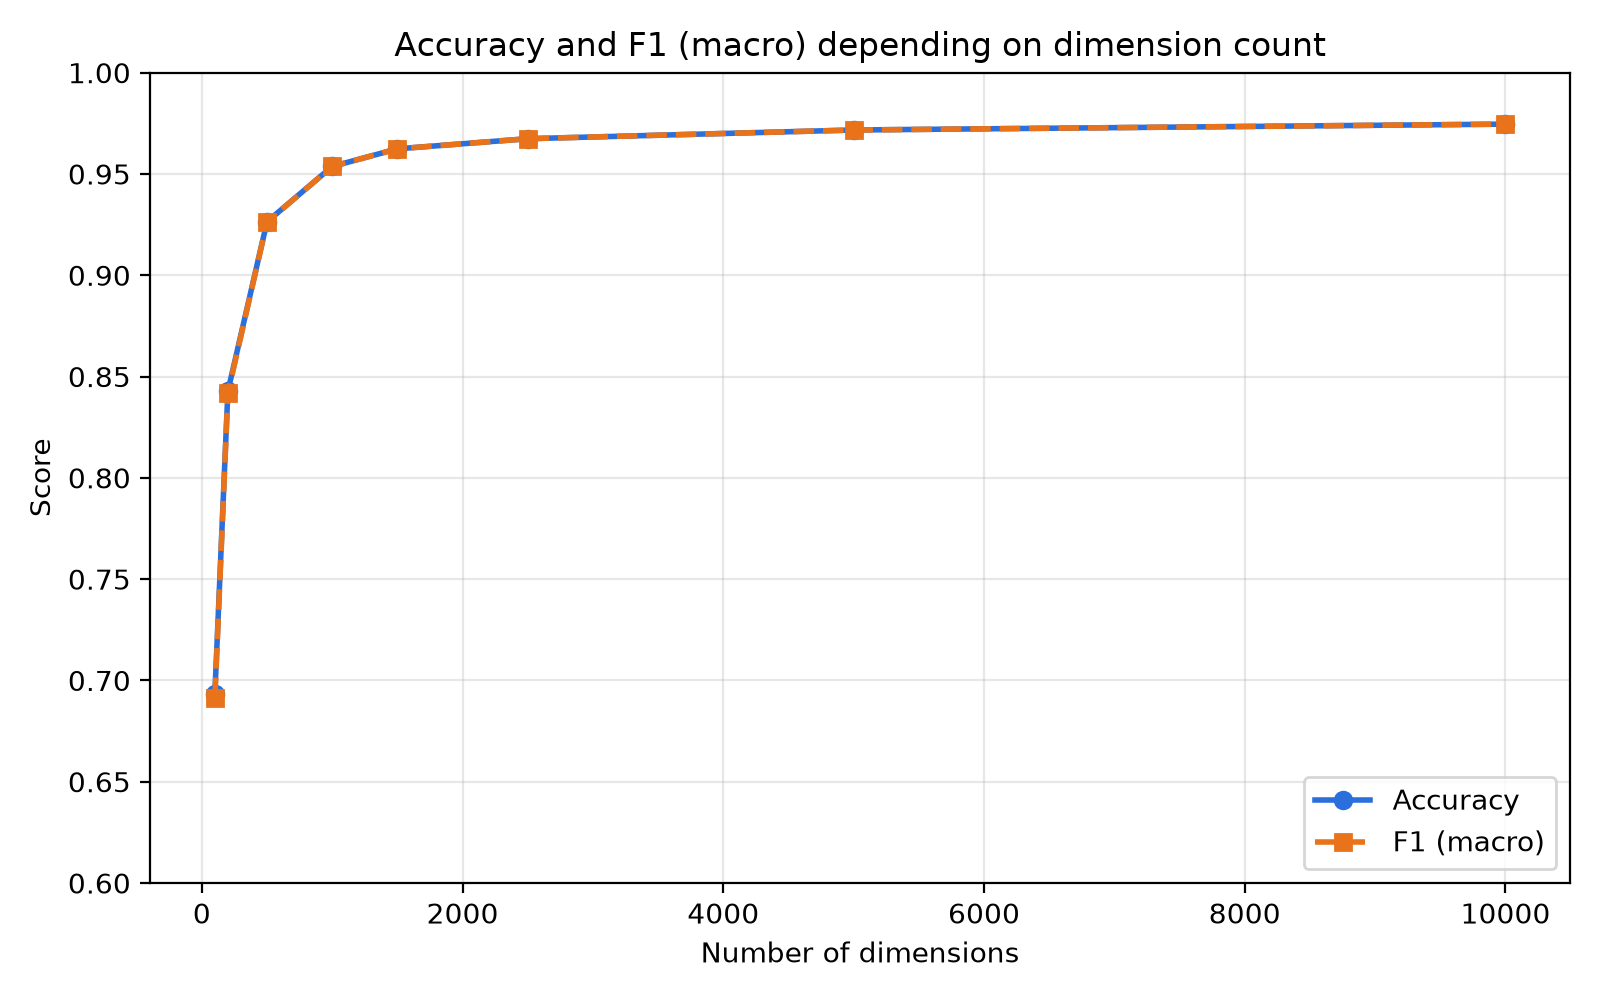 Accuracy and F1 (macro) depending on dimension count
1.00
0.95
0.90
0.85
0.80
0.75
0.70
0.65
0.60
Score
0 2000 4000 6000 8000 10000
Number of dimensions
Accuracy
F1 (macro)